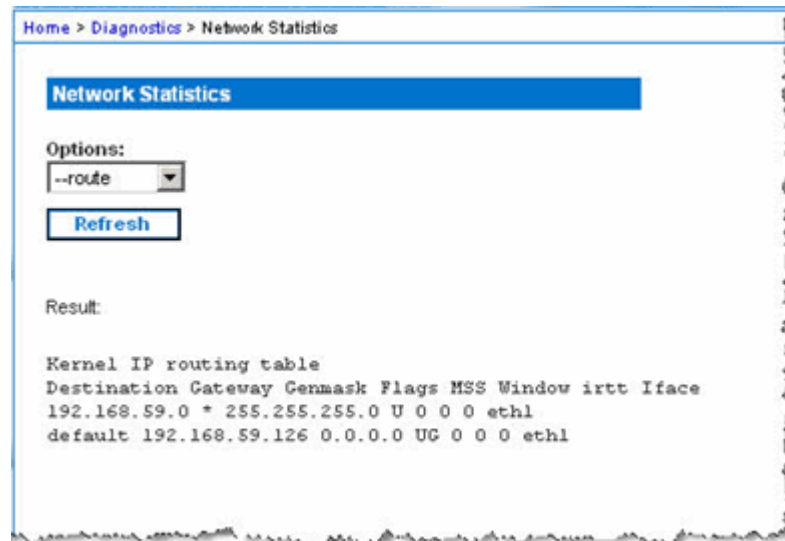 Home > Diagnostics > Network Statistics
Network Statistics
Options:
--route
Refresh
Result:
Kernel IP routing table
Destination Gateway Genmask Flags MSS Window irtt Iface
192.168.59.0 * 255.255.255.0 U 0 0 0 eth1
default 192.168.59.126 0.0.0.0 UG 0 0 0 eth1